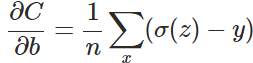 ∂C/∂b = 1/n ∑_x (σ(z) − y)